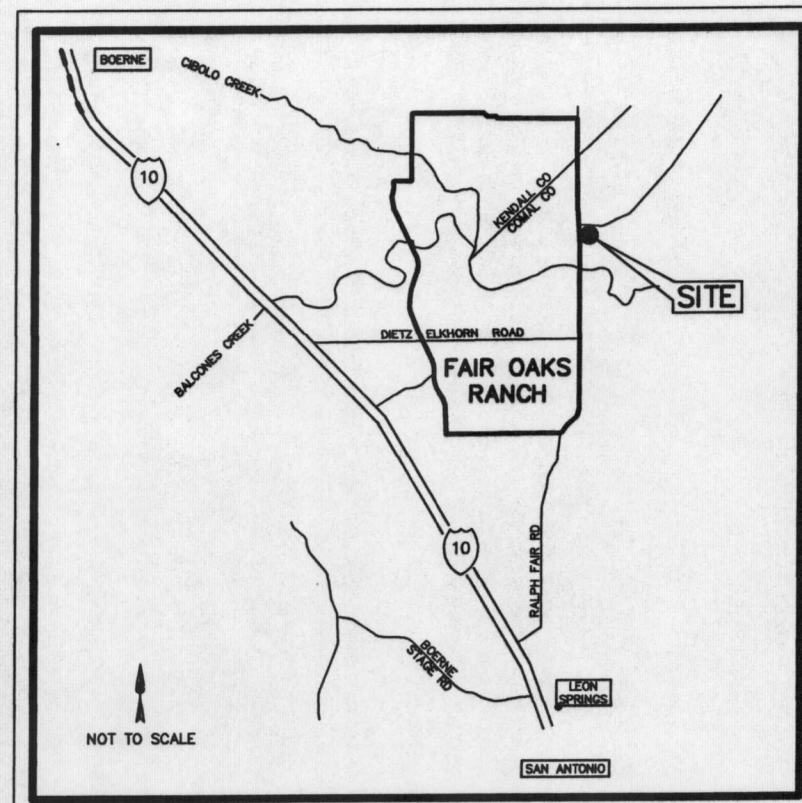 BOERNE
CIBOLO CREEK
10
KENDALL CO
COMAL CO
SITE
BALCONES CREEK
DIETZ ELKHORN ROAD
FAIR OAKS
RANCH
10
RALPH FAIR RD
BOERNE
STAGE RD
LEON
SPRINGS
NOT TO SCALE
SAN ANTONIO